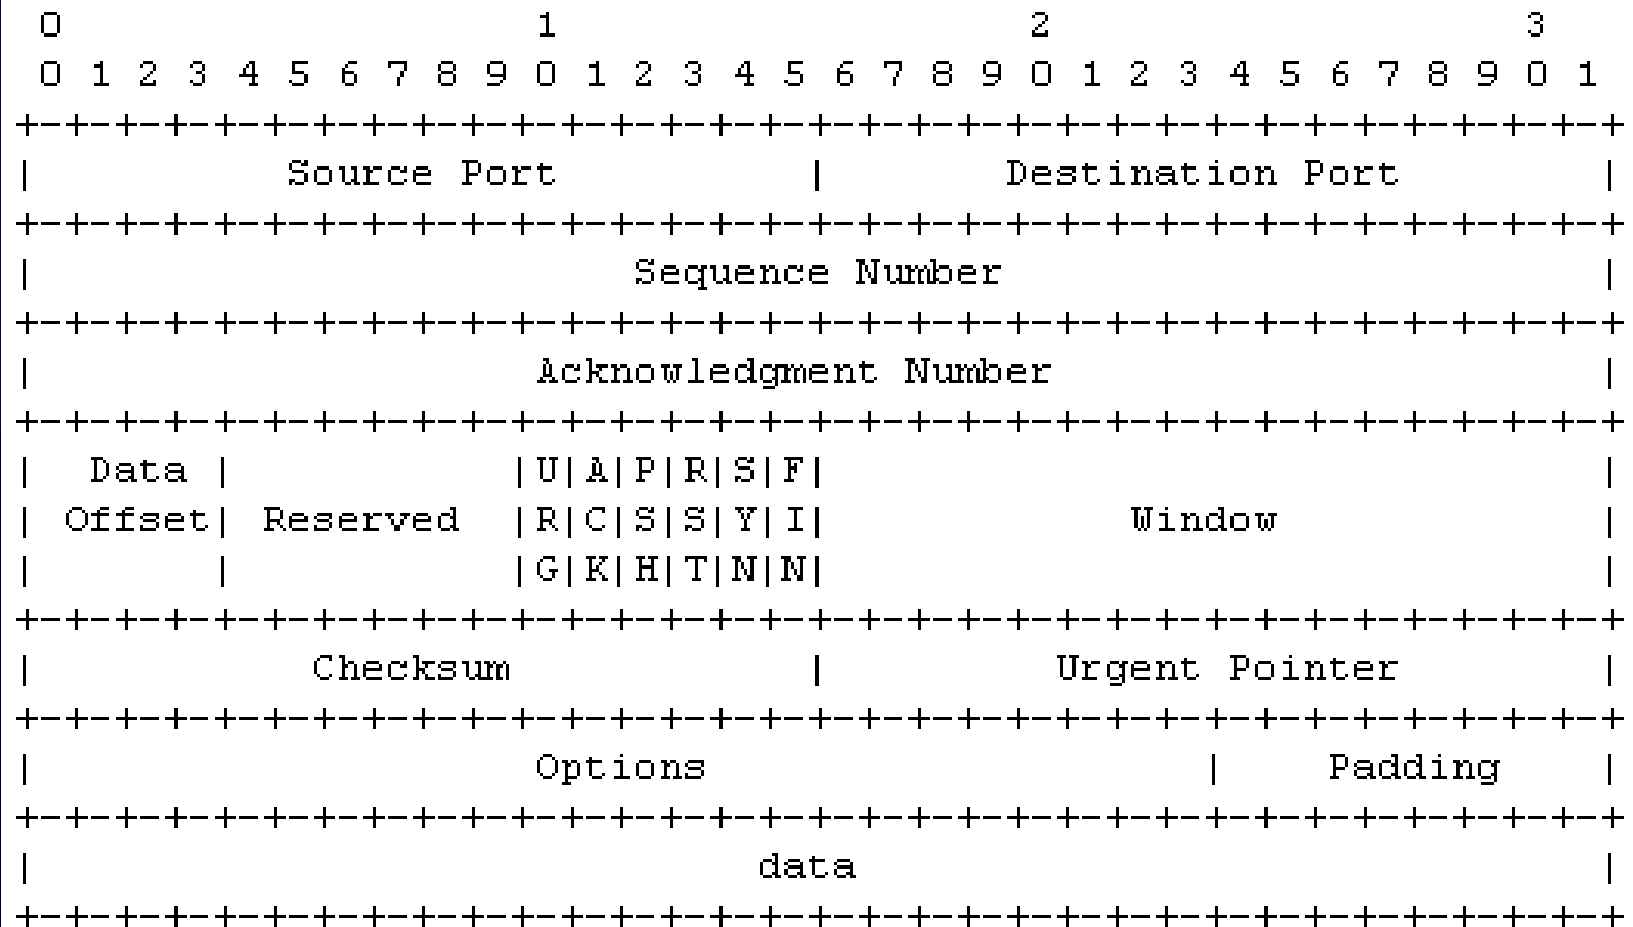 0                   1                   2                   3
 0 1 2 3 4 5 6 7 8 9 0 1 2 3 4 5 6 7 8 9 0 1 2 3 4 5 6 7 8 9 0 1
+-+-+-+-+-+-+-+-+-+-+-+-+-+-+-+-+-+-+-+-+-+-+-+-+-+-+-+-+-+-+-+-+
|          Source Port          |       Destination Port        |
+-+-+-+-+-+-+-+-+-+-+-+-+-+-+-+-+-+-+-+-+-+-+-+-+-+-+-+-+-+-+-+-+
|                        Sequence Number                        |
+-+-+-+-+-+-+-+-+-+-+-+-+-+-+-+-+-+-+-+-+-+-+-+-+-+-+-+-+-+-+-+-+
|                    Acknowledgment Number                      |
+-+-+-+-+-+-+-+-+-+-+-+-+-+-+-+-+-+-+-+-+-+-+-+-+-+-+-+-+-+-+-+-+
|  Data |           |U|A|P|R|S|F|                               |
| Offset| Reserved  |R|C|S|S|Y|I|            Window             |
|       |           |G|K|H|T|N|N|                               |
+-+-+-+-+-+-+-+-+-+-+-+-+-+-+-+-+-+-+-+-+-+-+-+-+-+-+-+-+-+-+-+-+
|           Checksum            |         Urgent Pointer        |
+-+-+-+-+-+-+-+-+-+-+-+-+-+-+-+-+-+-+-+-+-+-+-+-+-+-+-+-+-+-+-+-+
|                    Options                    |    Padding    |
+-+-+-+-+-+-+-+-+-+-+-+-+-+-+-+-+-+-+-+-+-+-+-+-+-+-+-+-+-+-+-+-+
|                             data                              |
+-+-+-+-+-+-+-+-+-+-+-+-+-+-+-+-+-+-+-+-+-+-+-+-+-+-+-+-+-+-+-+-+